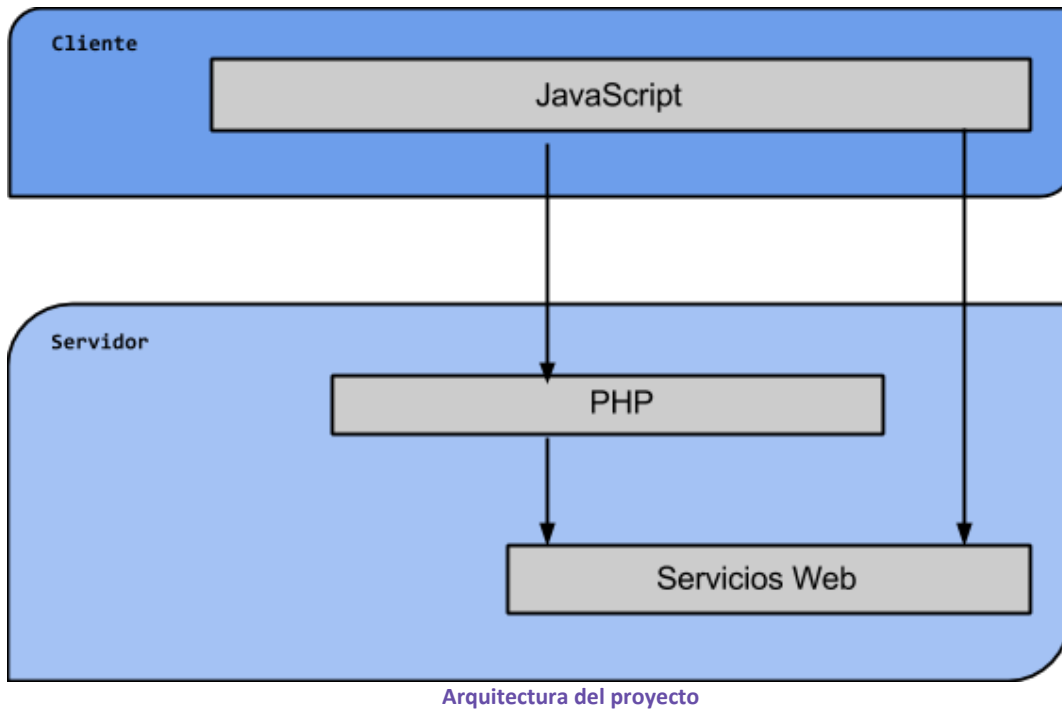 Cliente
JavaScript
Servidor
PHP
Servicios Web
Arquitectura del proyecto